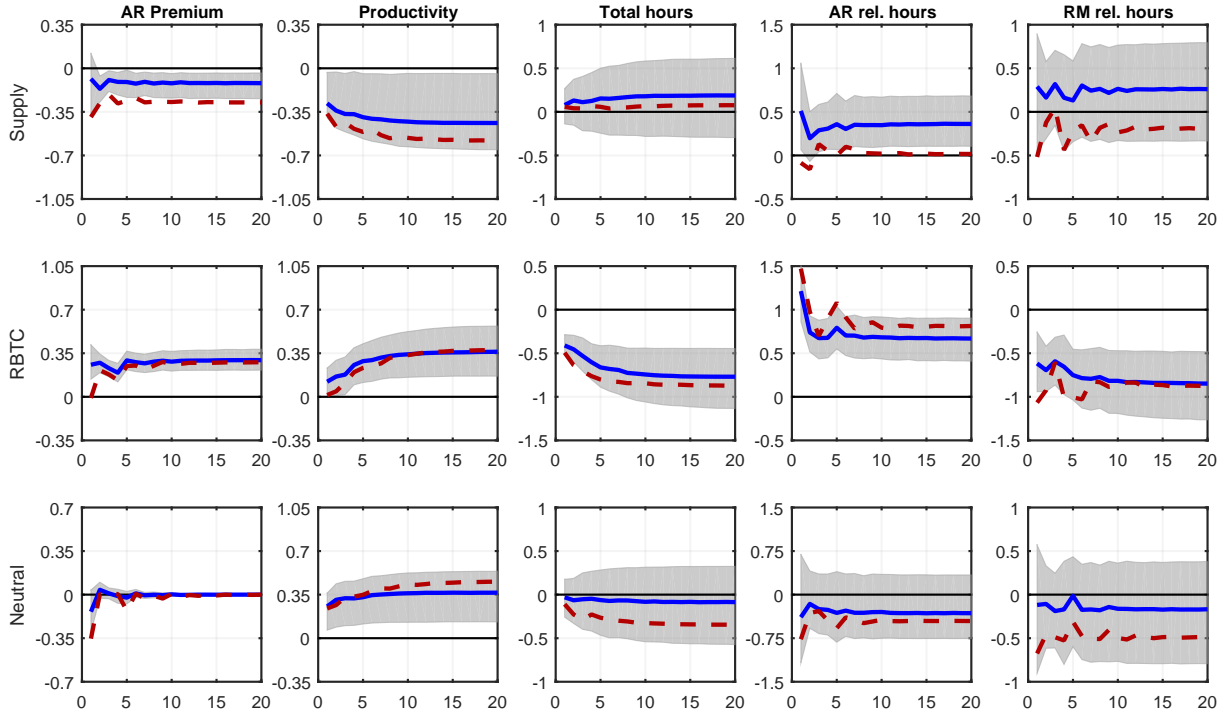 AR Premium Productivity Total hours AR rel. hours RM rel. hours
Supply
0.35 0.35 1 1.5 1
0 0 0.5 1 0.5
-0.35 -0.35 0 0.5 0
-0.7 -0.7 -0.5 0 -0.5
-1.05 -1.05 -1 -0.5 -1
0 5 10 15 20 0 5 10 15 20 0 5 10 15 20 0 5 10 15 20 0 5 10 15 20
RBTC
1.05 1.05 0.5 1.5 0.5
0.7 0.7 0 1 0
0.35 0.35 -0.5 0.5 -0.5
0 0 -1 0 -1
-0.35 -0.35 -1.5 -0.5 -1.5
0 5 10 15 20 0 5 10 15 20 0 5 10 15 20 0 5 10 15 20 0 5 10 15 20
Neutral
0.7 1.05 1 1.5 1
0.35 0.7 0.5 0.75 0.5
0 0.35 0 0 0
-0.35 0 -0.5 -0.75 -0.5
-0.7 -0.35 -1 -1.5 -1
0 5 10 15 20 0 5 10 15 20 0 5 10 15 20 0 5 10 15 20 0 5 10 15 20